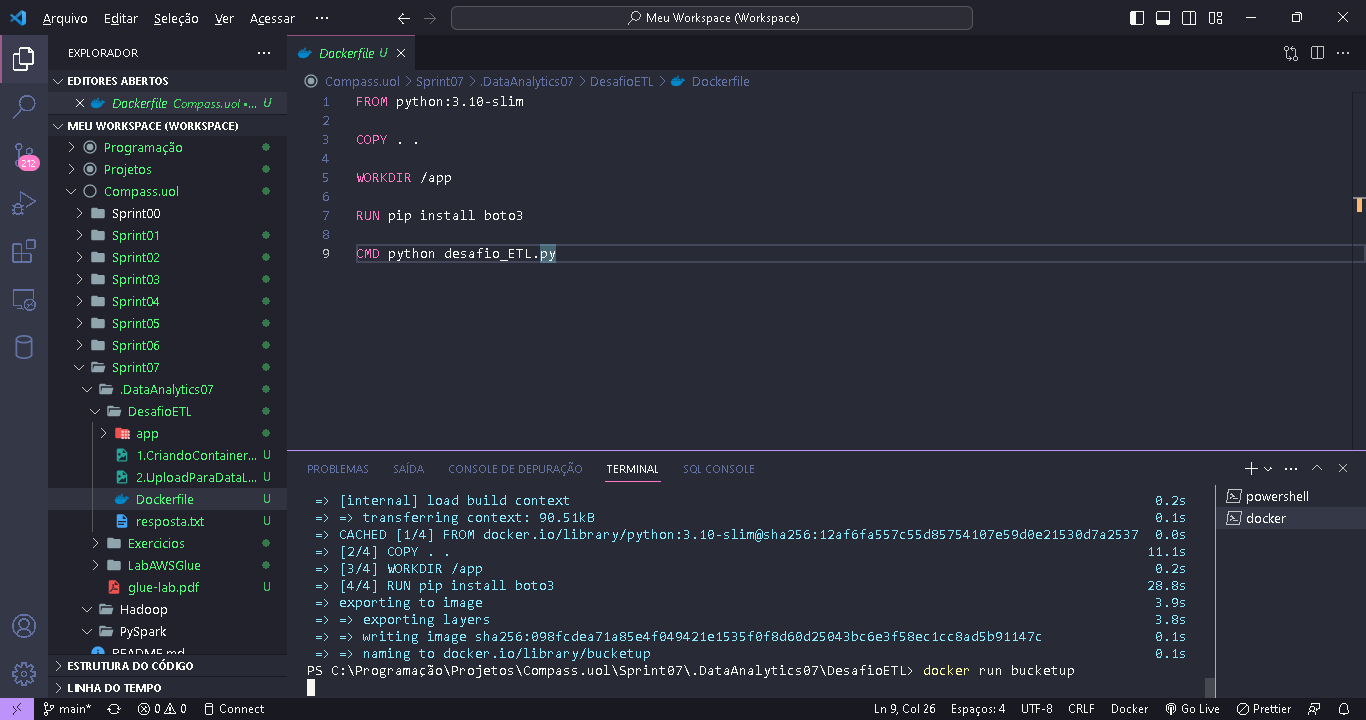 Arquivo Editar Seleção Ver Acessar ··· Meu Workspace (Workspace)
EXPLORADOR ···
EDITORES ABERTOS
Dockerfile Compass.uol •... U
MEU WORKSPACE (WORKSPACE)
Programação
Projetos
Compass.uol
Sprint00
Sprint01
Sprint02
Sprint03
Sprint04
Sprint05
Sprint06
Sprint07
.DataAnalytics07
DesafioETL
app
1.CriandoContainer... U
2.UploadParaDataL... U
Dockerfile U
resposta.txt U
Exercicios
LabAWSGlue
glue-lab.pdf U
Hadoop
PySpark
README.md
ESTRUTURA DO CÓDIGO
LINHA DO TEMPO
212
Dockerfile U
Compass.uol > Sprint07 > .DataAnalytics07 > DesafioETL > Dockerfile
1 FROM python:3.10-slim
2
3 COPY . .
4
5 WORKDIR /app
6
7 RUN pip install boto3
8
9 CMD python desafio_ETL.py
PROBLEMAS SAÍDA CONSOLE DE DEPURAÇÃO TERMINAL SQL CONSOLE
=> [internal] load build context 0.2s
=> => transferring context: 90.51kB 0.1s
=> CACHED [1/4] FROM docker.io/library/python:3.10-slim@sha256:12af6fa557c55d85754107e59d0e21530d7a2537 0.0s
=> [2/4] COPY . . 11.1s
=> [3/4] WORKDIR /app 0.2s
=> [4/4] RUN pip install boto3 28.8s
=> exporting to image 3.9s
=> => exporting layers 3.8s
=> => writing image sha256:098fcdea71a85e4f049421e1535f0f8d60d25043bc6e3f58ec1cc8ad5b91147c 0.1s
=> => naming to docker.io/library/bucketup 0.1s
PS C:\Programação\Projetos\Compass.uol\Sprint07\.DataAnalytics07\DesafioETL> docker run bucketup
powershell
docker
main* 0 0 Connect Ln 9, Col 26 Espaços: 4 UTF-8 CRLF Docker Go Live Prettier